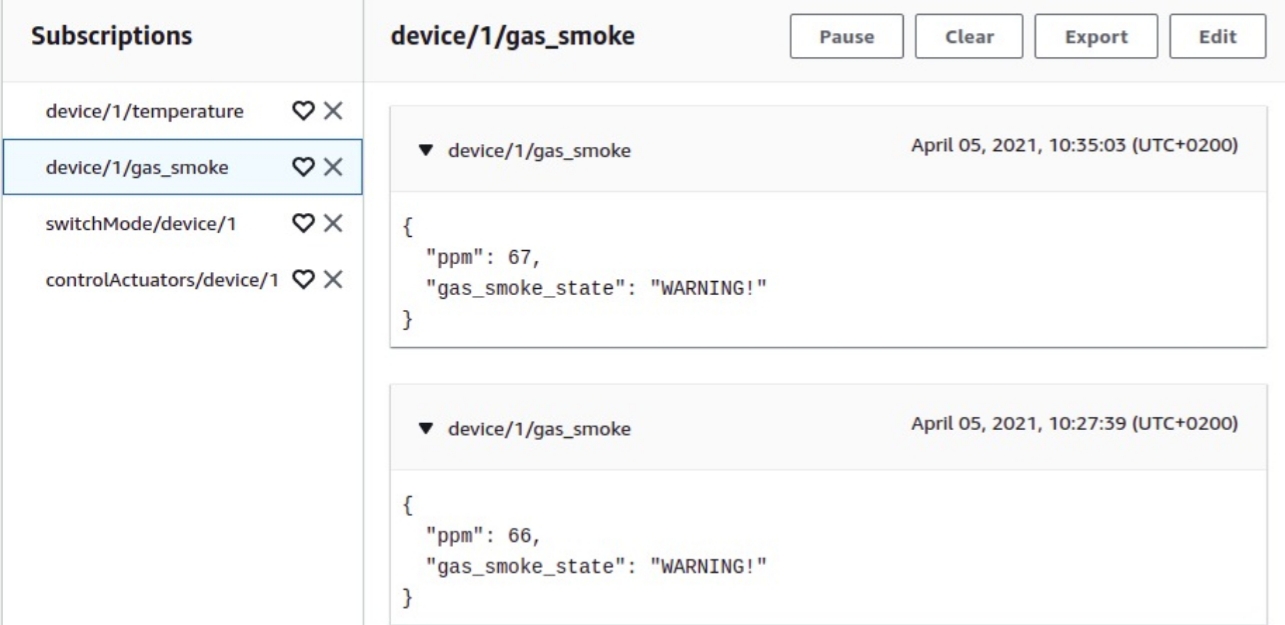 Subscriptions
device/1/gas_smoke
Pause
Clear
Export
Edit
device/1/temperature
device/1/gas_smoke
switchMode/device/1
controlActuators/device/1
device/1/gas_smoke
April 05, 2021, 10:35:03 (UTC+0200)
{
"ppm": 67,
"gas_smoke_state": "WARNING!"
}
device/1/gas_smoke
April 05, 2021, 10:27:39 (UTC+0200)
{
"ppm": 66,
"gas_smoke_state": "WARNING!"
}